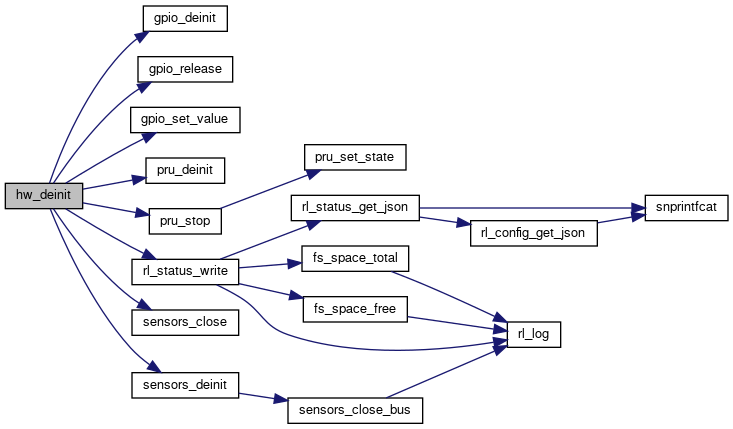 gpio_deinit
gpio_release
gpio_set_value
pru_set_state
pru_deinit
hw_deinit
pru_stop
rl_status_get_json
snprintfcat
rl_config_get_json
rl_status_write
fs_space_total
fs_space_free
sensors_close
rl_log
sensors_deinit
sensors_close_bus